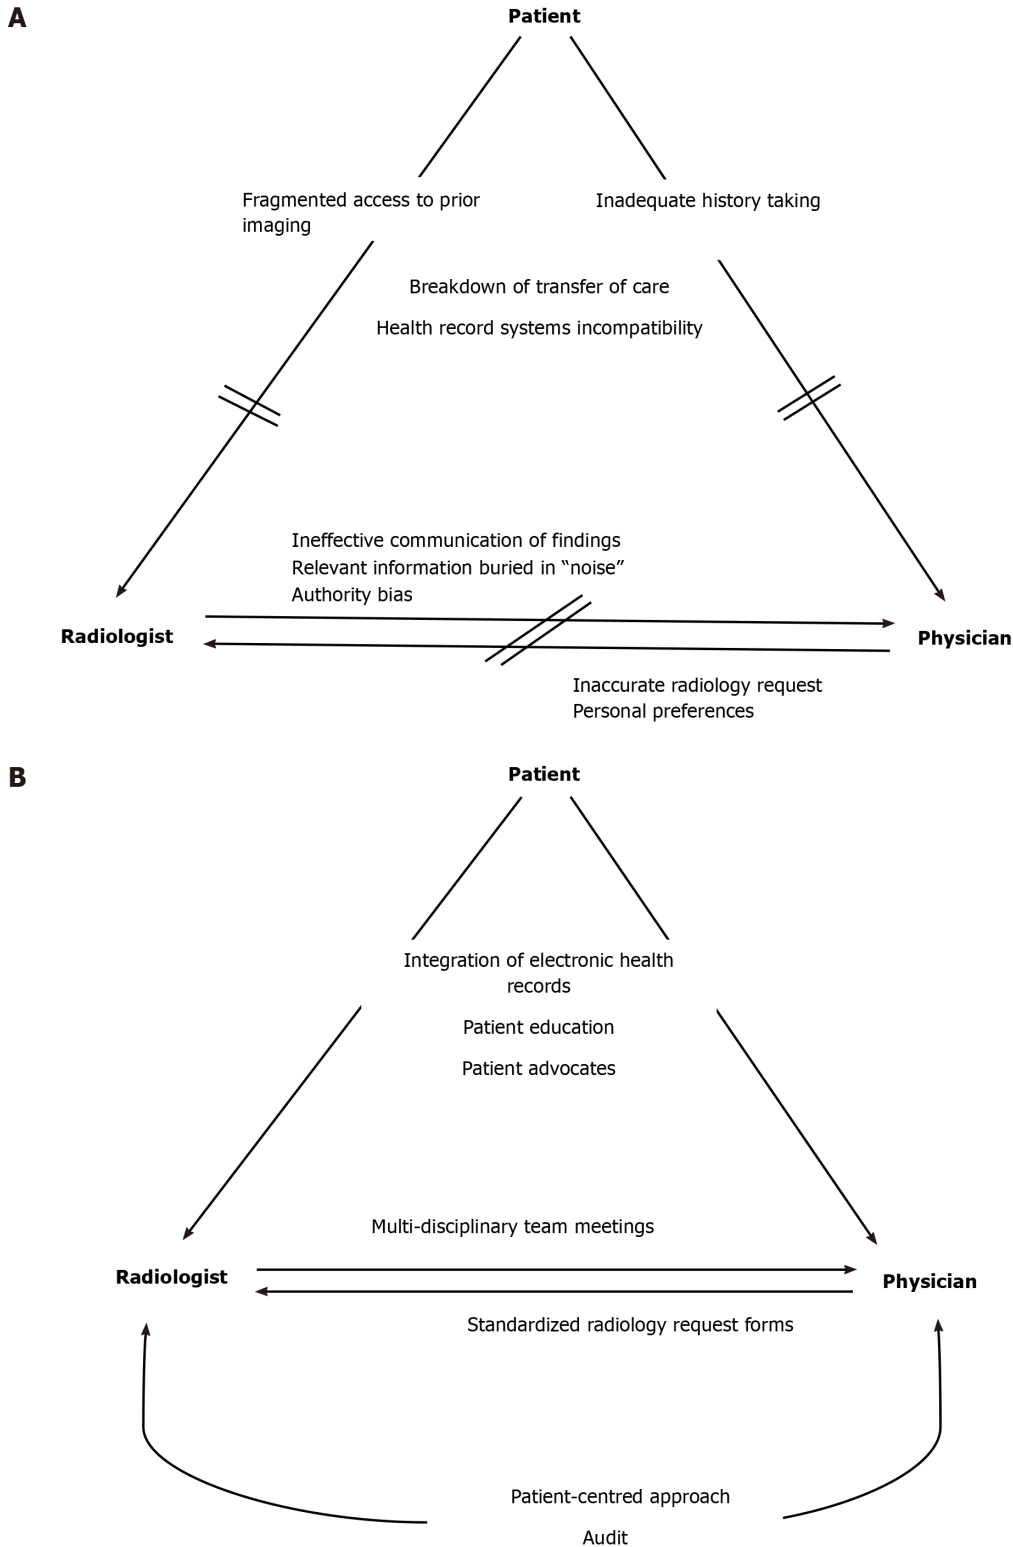 A
Patient
Fragmented access to prior
imaging
Inadequate history taking
Breakdown of transfer of care
Health record systems incompatibility
Ineffective communication of findings
Relevant information buried in “noise”
Authority bias
Radiologist
Physician
Inaccurate radiology request
Personal preferences
B
Patient
Integration of electronic health
records
Patient education
Patient advocates
Multi-disciplinary team meetings
Radiologist
Physician
Standardized radiology request forms
Patient-centred approach
Audit